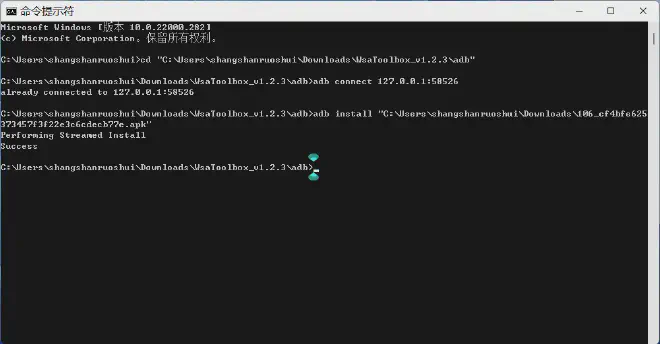 命令提示符
Microsoft Windows [版本 10.0.22000.282]
(c) Microsoft Corporation。保留所有权利。
C:\Users\shangshanruoshui>cd "C:\Users\shangshanruoshui\Downloads\WsaToolbox_v1.2.3\adb"
C:\Users\shangshanruoshui\Downloads\WsaToolbox_v1.2.3\adb>adb connect 127.0.0.1:58526
already connected to 127.0.0.1:58526
C:\Users\shangshanruoshui\Downloads\WsaToolbox_v1.2.3\adb>adb install "C:\Users\shangshanruoshui\Downloads\106_cf4bfe625
373457f3f22e3c6cdecb77e.apk"
Performing Streamed Install
Success
C:\Users\shangshanruoshui\Downloads\WsaToolbox_v1.2.3\adb>